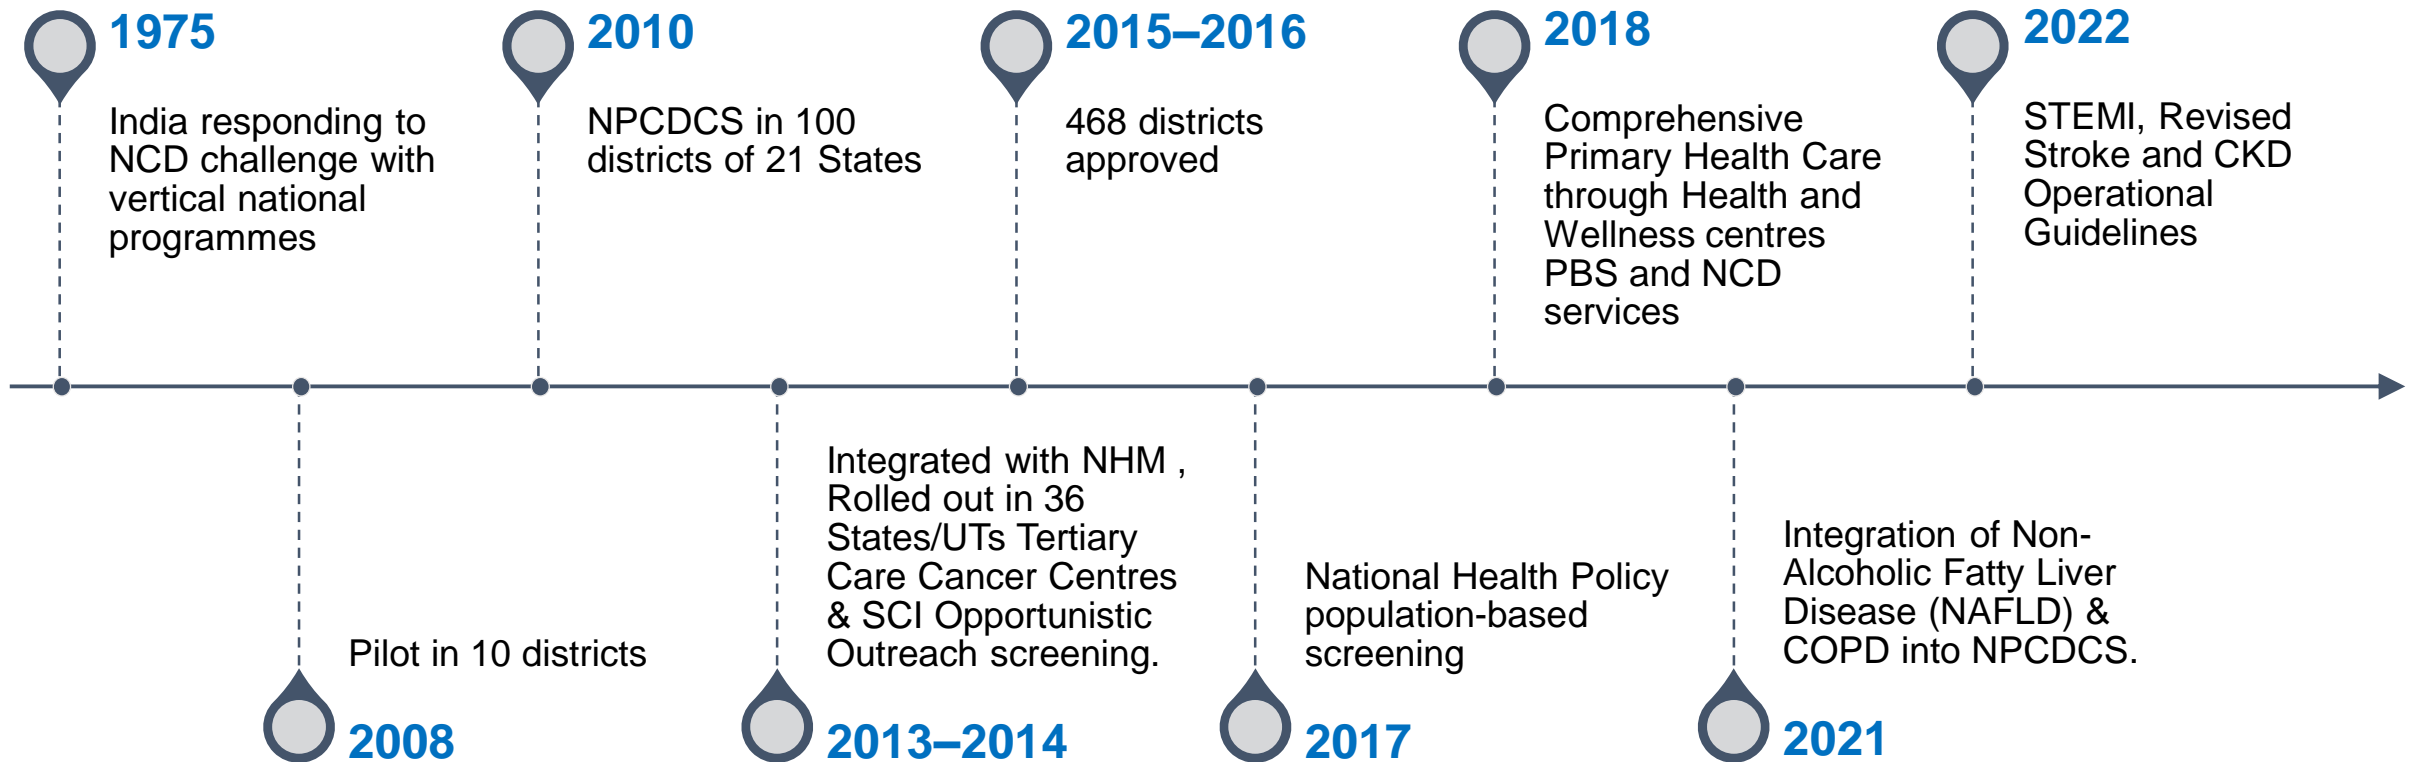 1975
India responding to
NCD challenge with
vertical national
programmes
2010
NPCDCS in 100
districts of 21 States
2015–2016
468 districts
approved
2018
Comprehensive
Primary Health Care
through Health and
Wellness centres
PBS and NCD
services
2022
STEMI, Revised
Stroke and CKD
Operational
Guidelines
Pilot in 10 districts
2008
Integrated with NHM ,
Rolled out in 36
States/UTs Tertiary
Care Cancer Centres
& SCI Opportunistic
Outreach screening.
2013–2014
National Health Policy
population-based
screening
2017
Integration of Non-
Alcoholic Fatty Liver
Disease (NAFLD) &
COPD into NPCDCS.
2021